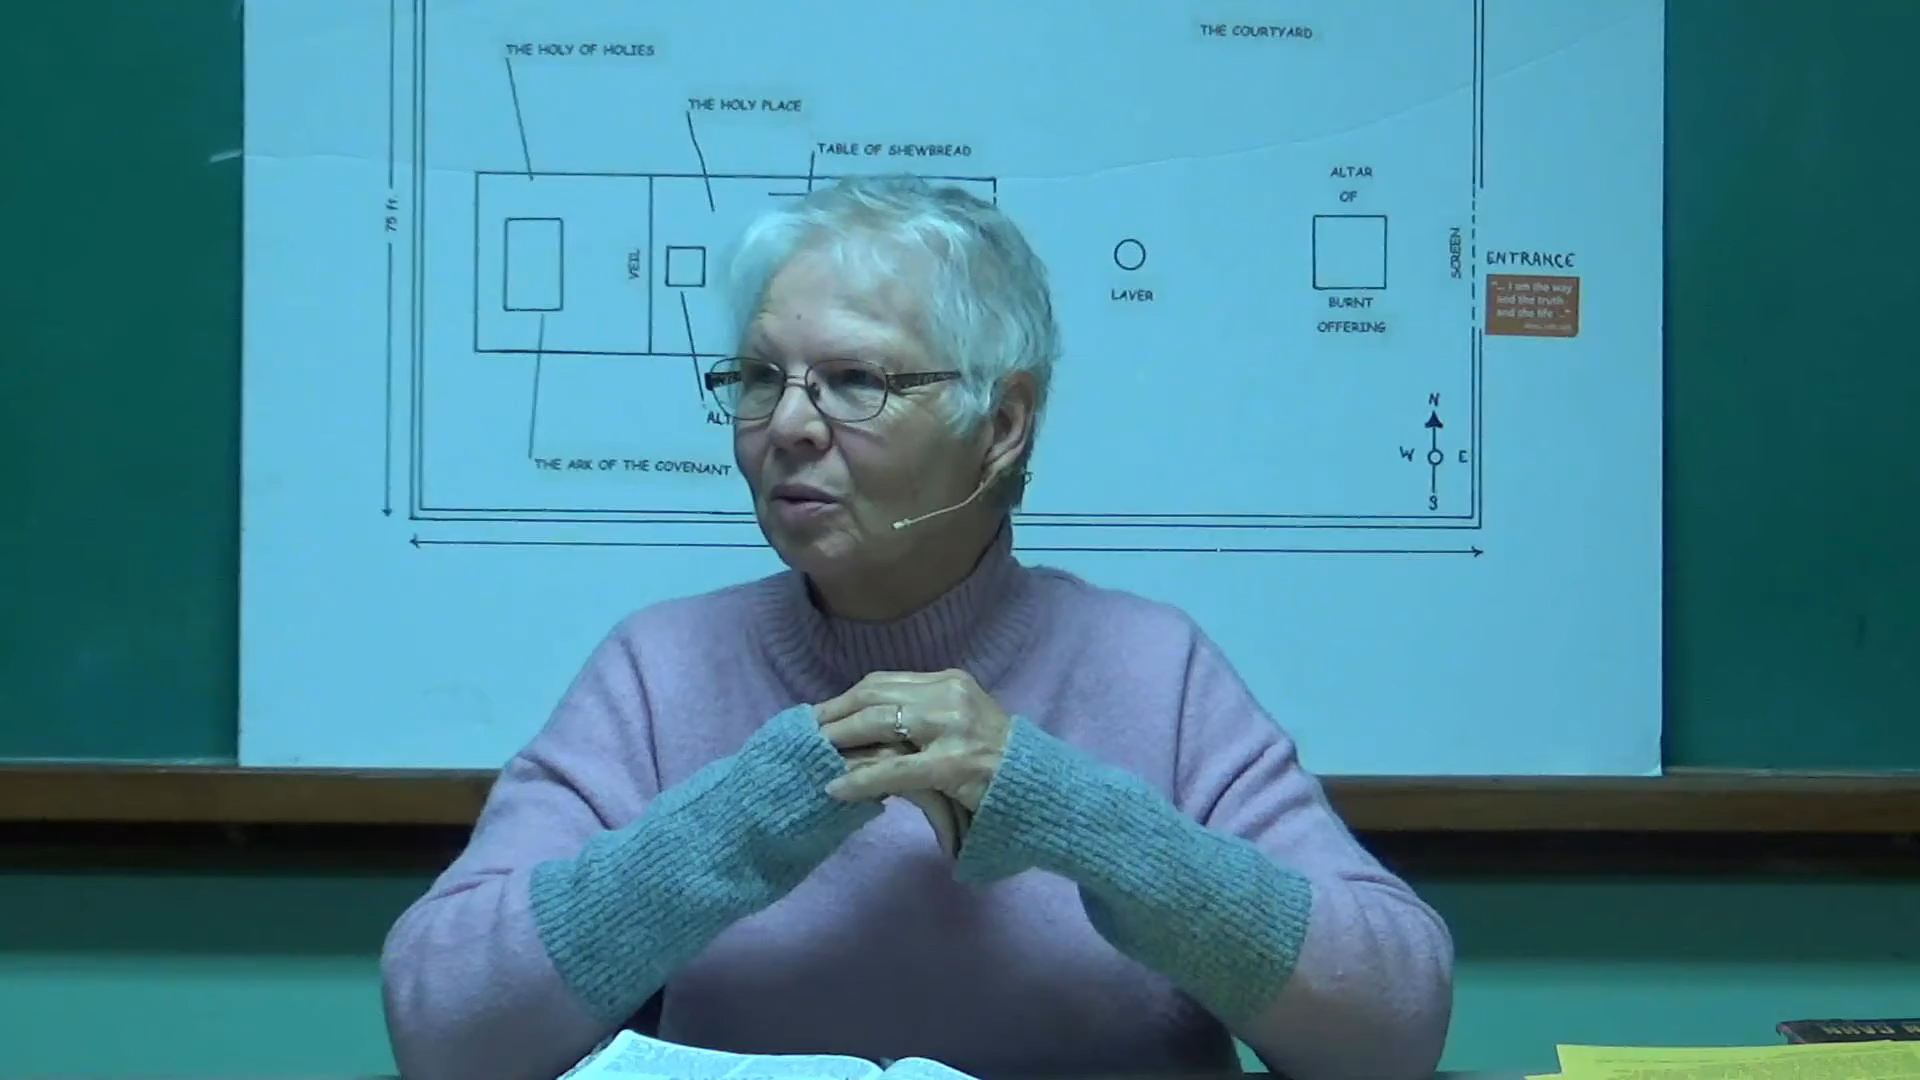 THE COURTYARD
THE HOLY OF HOLIES
THE HOLY PLACE
TABLE OF SHEWBREAD
ALTAR
OF
75 ft.
VEIL
SCREEN
ENTRANCE
"... I am the way
and the truth
and the life ..."
LAVER
BURNT
OFFERING
N
W E
S
THE ARK OF THE COVENANT